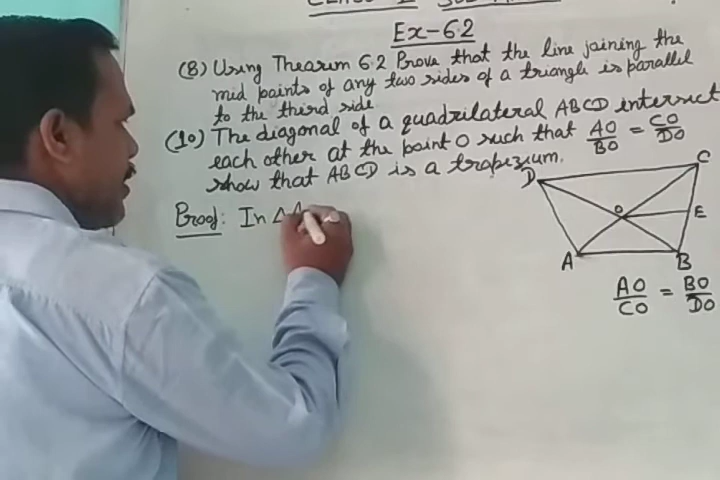 Ex-6.2
(8) Using Thearem 6.2 Prove that the line joining the
mid points of any two sides of a triangle is parallel
to the third side
(10) The diagonal of a quadrilateral ABCD intersect
each other at the point O such that AO/BO = CO/DO
show that ABCD is a trapezium.
Proof: In △A
D
C
O
E
A
B
AO/CO = BO/DO